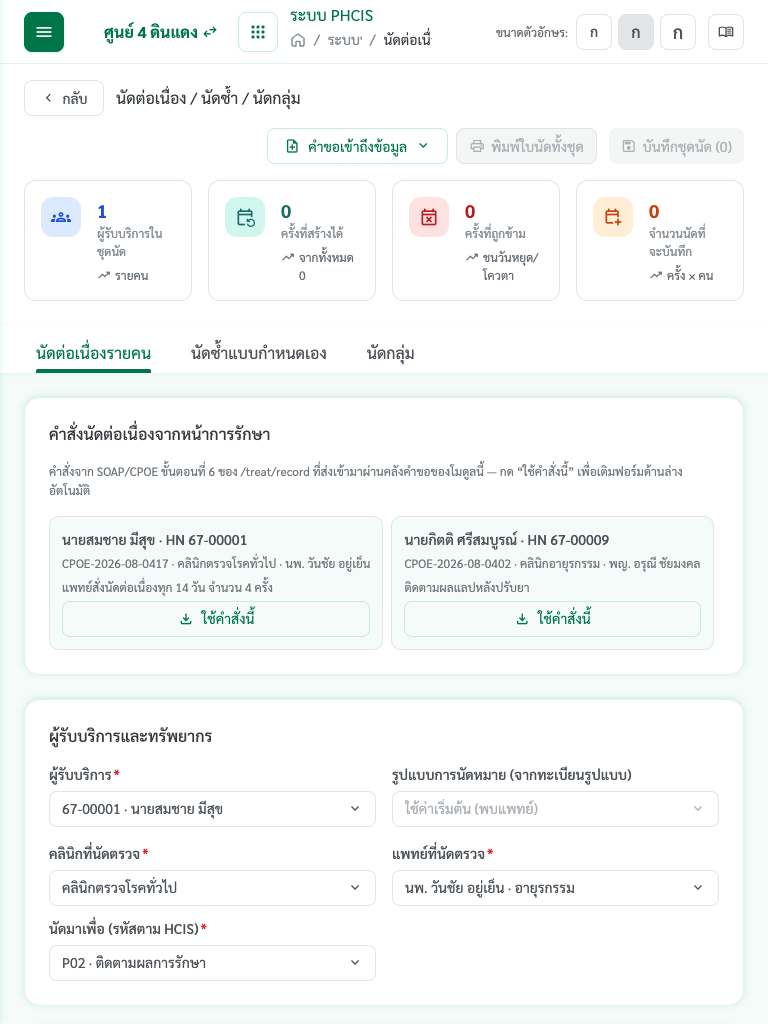 ศูนย์ 4 ดินแดง
ระบบ PHCIS
/ ระบบ' / นัดต่อเนื่
ขนาดตัวอักษร: ก ก ก
กลับ
นัดต่อเนื่อง / นัดซ้ำ / นัดกลุ่ม
คำขอเข้าถึงข้อมูล
พิมพ์ใบนัดทั้งชุด
บันทึกชุดนัด (0)
1
ผู้รับบริการใน
ชุดนัด
รายคน
0
ครั้งที่สร้างได้
จากทั้งหมด
0
0
ครั้งที่ถูกข้าม
ชนวันหยุด/
โควตา
0
จำนวนนัดที่
จะบันทึก
ครั้ง × คน
นัดต่อเนื่องรายคน
นัดซ้ำแบบกำหนดเอง
นัดกลุ่ม
คำสั่งนัดต่อเนื่องจากหน้าการรักษา
คำสั่งจาก SOAP/CPOE ขั้นตอนที่ 6 ของ /treat/record ที่ส่งเข้ามาผ่านคลังคำขอของโมดูลนี้ — กด “ใช้คำสั่งนี้” เพื่อเติมฟอร์มด้านล่าง
อัตโนมัติ
นายสมชาย มีสุข · HN 67-00001
CPOE-2026-08-0417 · คลินิกตรวจโรคทั่วไป · นพ. วันชัย อยู่เย็น
แพทย์สั่งนัดต่อเนื่องทุก 14 วัน จำนวน 4 ครั้ง
ใช้คำสั่งนี้
นายกิตติ ศรีสมบูรณ์ · HN 67-00009
CPOE-2026-08-0402 · คลินิกอายุรกรรม · พญ. อรุณี ชัยมงคล
ติดตามผลแลปหลังปรับยา
ใช้คำสั่งนี้
ผู้รับบริการและทรัพยากร
ผู้รับบริการ*
67-00001 · นายสมชาย มีสุข
รูปแบบการนัดหมาย (จากทะเบียนรูปแบบ)
ใช้ค่าเริ่มต้น (พบแพทย์)
คลินิกที่นัดตรวจ*
คลินิกตรวจโรคทั่วไป
แพทย์ที่นัดตรวจ*
นพ. วันชัย อยู่เย็น · อายุรกรรม
นัดมาเพื่อ (รหัสตาม HCIS)*
P02 · ติดตามผลการรักษา